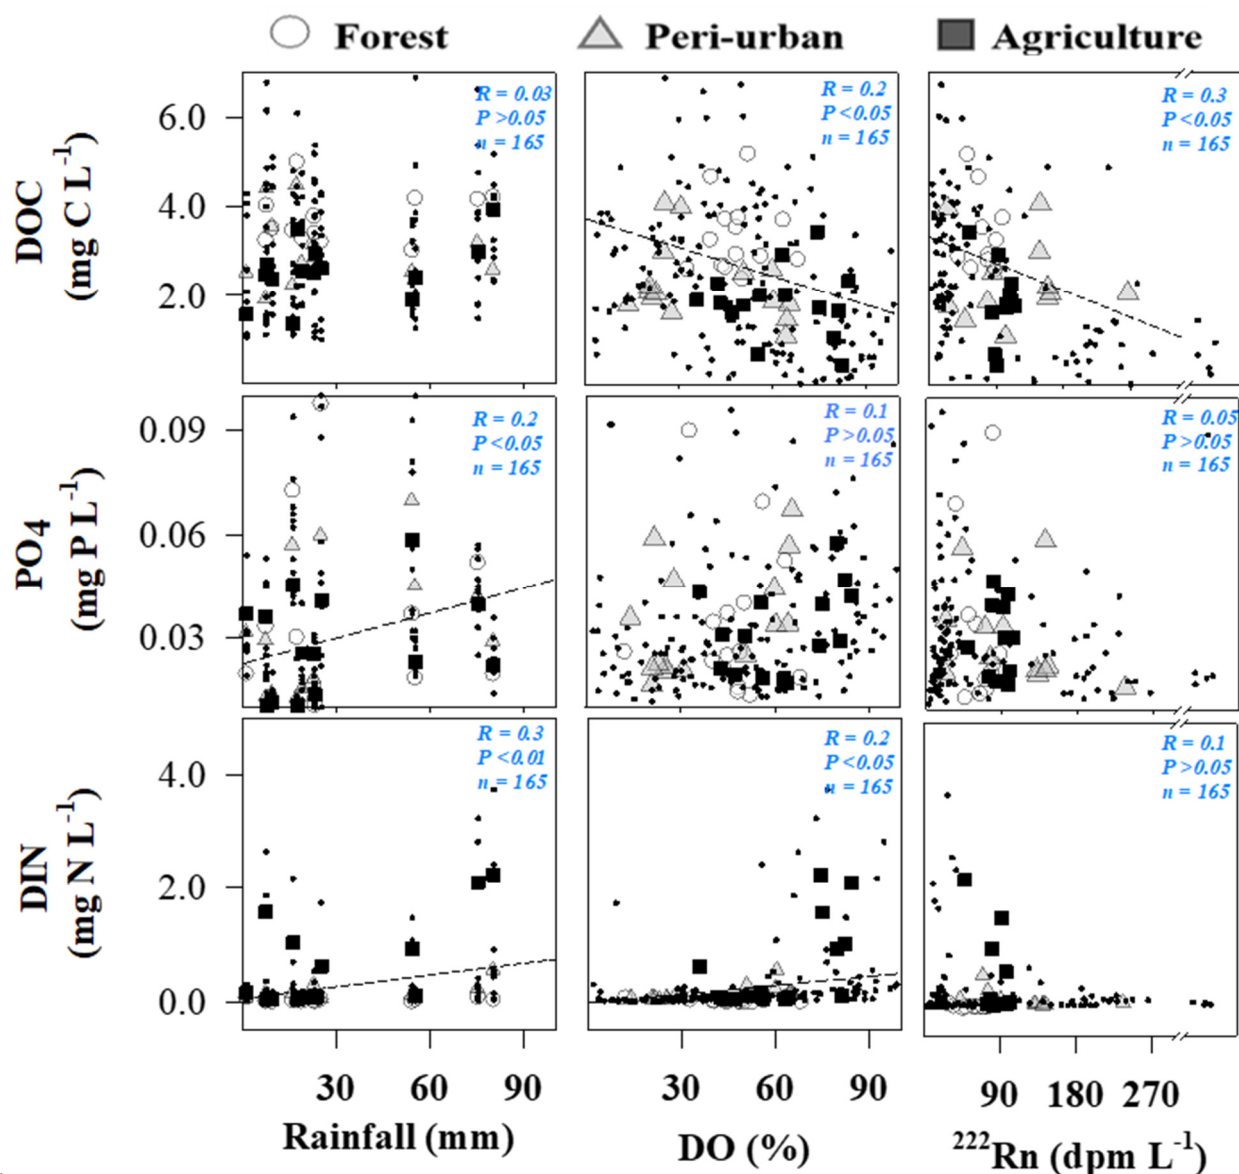 Forest Peri-urban Agriculture
DOC
(mg C L-1)
6.0
4.0
2.0
R = 0.03
P >0.05
n = 165
R = 0.2
P <0.05
n = 165
R = 0.3
P <0.05
n = 165
PO4
(mg P L-1)
0.09
0.06
0.03
R = 0.2
P <0.05
n = 165
R = 0.1
P >0.05
n = 165
R = 0.05
P >0.05
n = 165
DIN
(mg N L-1)
4.0
2.0
0.0
R = 0.3
P <0.01
n = 165
R = 0.2
P <0.05
n = 165
R = 0.1
P >0.05
n = 165
30 60 90
30 60 90
90 180 270
Rainfall (mm)
DO (%)
222Rn (dpm L-1)